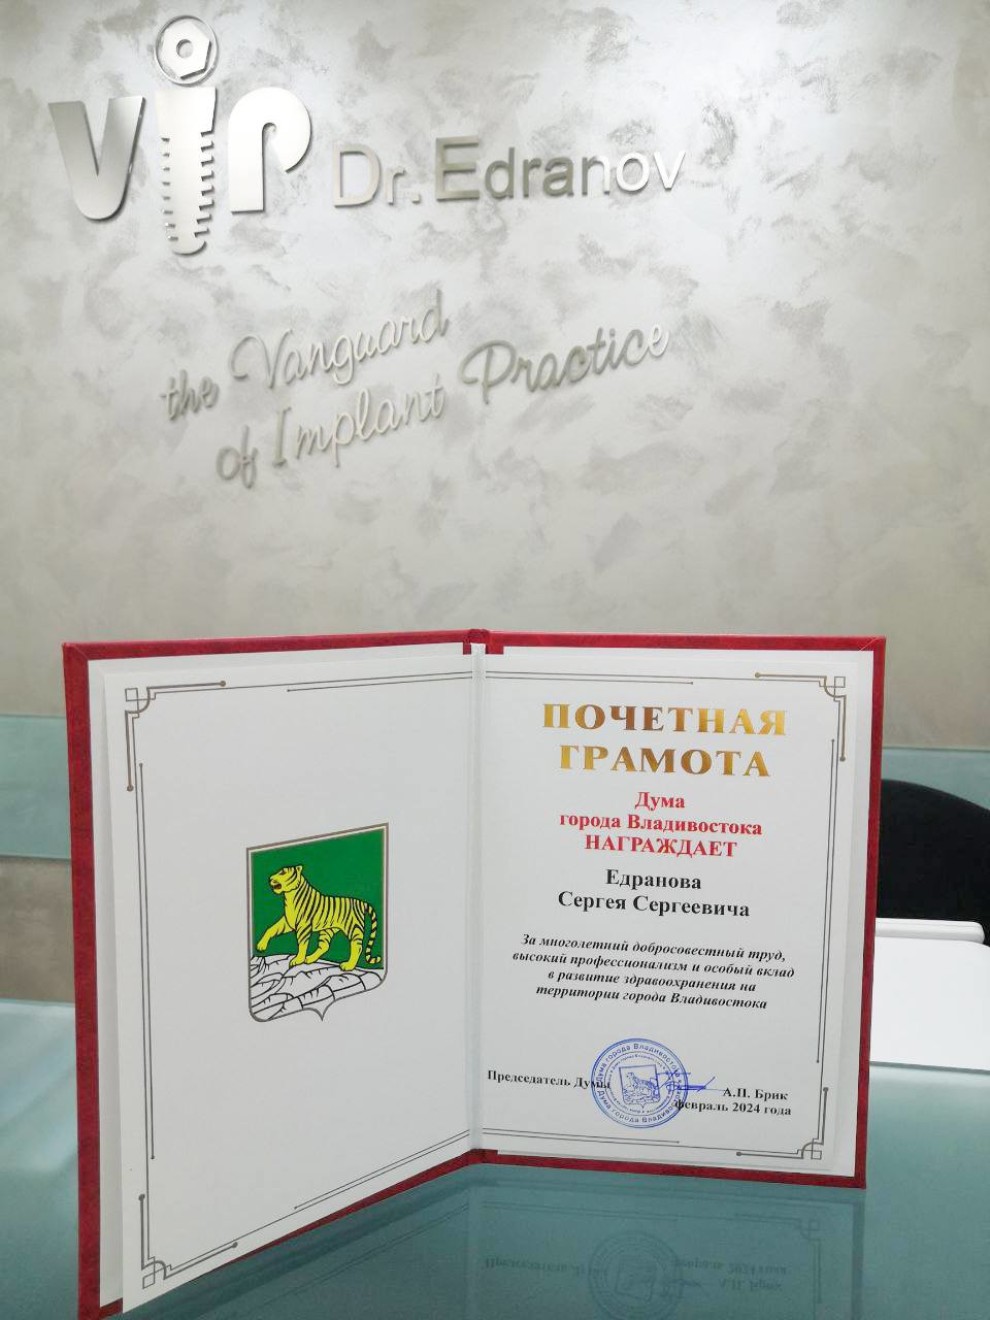 ViP Dr. Edranov
the Vanguard
of Implant Practice
ПОЧЕТНАЯ
ГРАМОТА
Дума
города Владивостока
НАГРАЖДАЕТ
Едранова
Сергея Сергеевича
За многолетний добросовестный труд,
высокий профессионализм и особый вклад
в развитие здравоохранения на
территории города Владивостока
Председатель Думы
А.П. Брик
февраль 2024 года